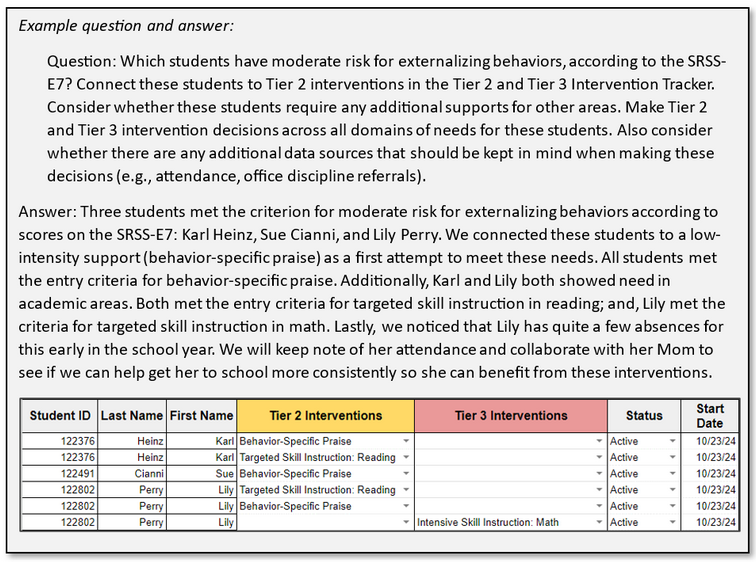 Example question and answer:
Question: Which students have moderate risk for externalizing behaviors, according to the SRSS-
E7? Connect these students to Tier 2 interventions in the Tier 2 and Tier 3 Intervention Tracker.
Consider whether these students require any additional supports for other areas. Make Tier 2
and Tier 3 intervention decisions across all domains of needs for these students. Also consider
whether there are any additional data sources that should be kept in mind when making these
decisions (e.g., attendance, office discipline referrals).
Answer: Three students met the criterion for moderate risk for externalizing behaviors according to
scores on the SRSS-E7: Karl Heinz, Sue Cianni, and Lily Perry. We connected these students to a low-
intensity support (behavior-specific praise) as a first attempt to meet these needs. All students met
the entry criteria for behavior-specific praise. Additionally, Karl and Lily both showed need in
academic areas. Both met the entry criteria for targeted skill instruction in reading; and, Lily met the
criteria for targeted skill instruction in math. Lastly, we noticed that Lily has quite a few absences for
this early in the school year. We will keep note of her attendance and collaborate with her Mom to
see if we can help get her to school more consistently so she can benefit from these interventions.
Student ID Last Name First Name Tier 2 Interventions Tier 3 Interventions Status Start Date
122376 Heinz Karl Behavior-Specific Praise Active 10/23/24
122376 Heinz Karl Targeted Skill Instruction: Reading Active 10/23/24
122491 Cianni Sue Behavior-Specific Praise Active 10/23/24
122802 Perry Lily Targeted Skill Instruction: Reading Active 10/23/24
122802 Perry Lily Behavior-Specific Praise Active 10/23/24
122802 Perry Lily Intensive Skill Instruction: Math Active 10/23/24